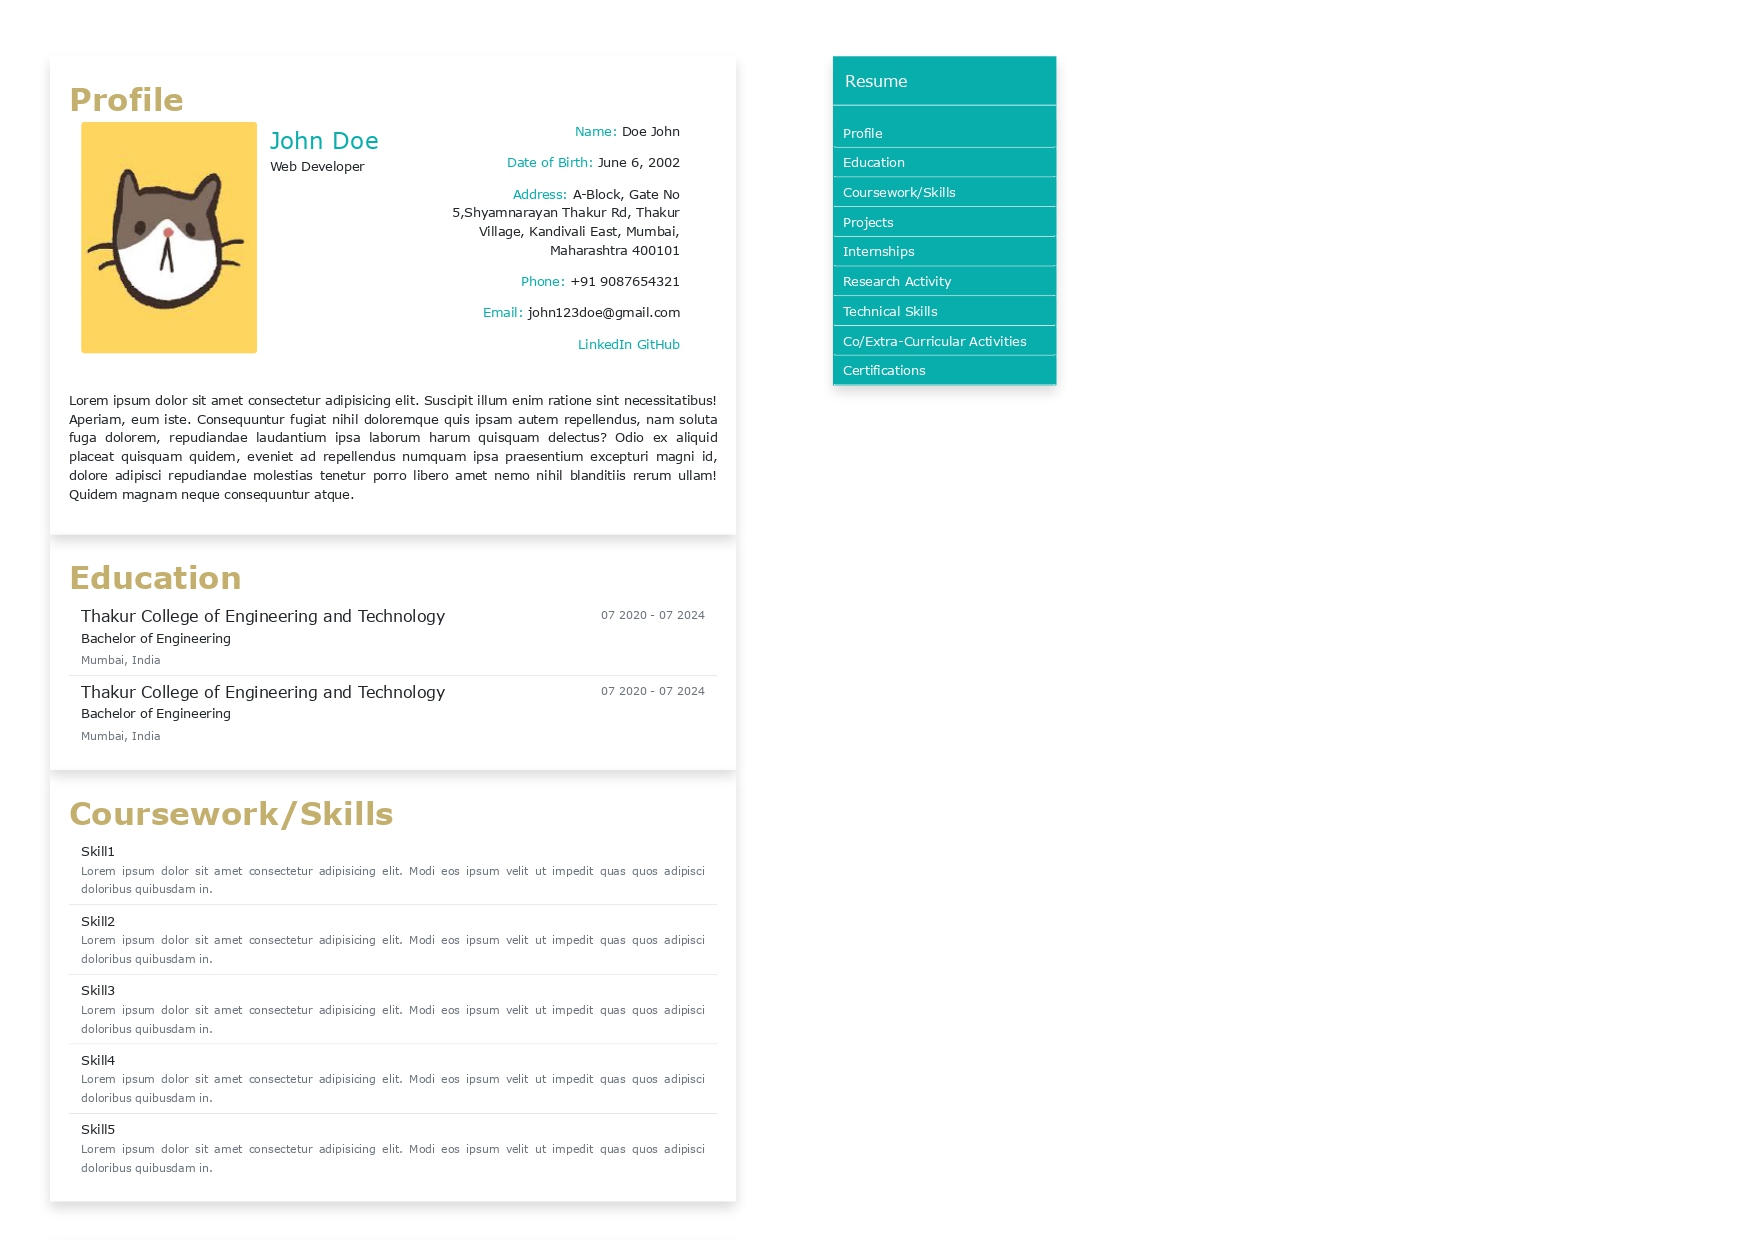 Profile
John Doe
Web Developer
Name: Doe John
Date of Birth: June 6, 2002
Address: A-Block, Gate No
5,Shyamnarayan Thakur Rd, Thakur
Village, Kandivali East, Mumbai,
Maharashtra 400101
Phone: +91 9087654321
Email: john123doe@gmail.com
LinkedIn GitHub
Lorem ipsum dolor sit amet consectetur adipisicing elit. Suscipit illum enim ratione sint necessitatibus!
Aperiam, eum iste. Consequuntur fugiat nihil doloremque quis ipsam autem repellendus, nam soluta
fuga dolorem, repudiandae laudantium ipsa laborum harum quisquam delectus? Odio ex aliquid
placeat quisquam quidem, eveniet ad repellendus numquam ipsa praesentium excepturi magni id,
dolore adipisci repudiandae molestias tenetur porro libero amet nemo nihil blanditiis rerum ullam!
Quidem magnam neque consequuntur atque.
Education
Thakur College of Engineering and Technology
07 2020 - 07 2024
Bachelor of Engineering
Mumbai, India
Thakur College of Engineering and Technology
07 2020 - 07 2024
Bachelor of Engineering
Mumbai, India
Coursework/Skills
Skill1
Lorem ipsum dolor sit amet consectetur adipisicing elit. Modi eos ipsum velit ut impedit quas quos adipisci
doloribus quibusdam in.
Skill2
Lorem ipsum dolor sit amet consectetur adipisicing elit. Modi eos ipsum velit ut impedit quas quos adipisci
doloribus quibusdam in.
Skill3
Lorem ipsum dolor sit amet consectetur adipisicing elit. Modi eos ipsum velit ut impedit quas quos adipisci
doloribus quibusdam in.
Skill4
Lorem ipsum dolor sit amet consectetur adipisicing elit. Modi eos ipsum velit ut impedit quas quos adipisci
doloribus quibusdam in.
Skill5
Lorem ipsum dolor sit amet consectetur adipisicing elit. Modi eos ipsum velit ut impedit quas quos adipisci
doloribus quibusdam in.
Resume
Profile
Education
Coursework/Skills
Projects
Internships
Research Activity
Technical Skills
Co/Extra-Curricular Activities
Certifications